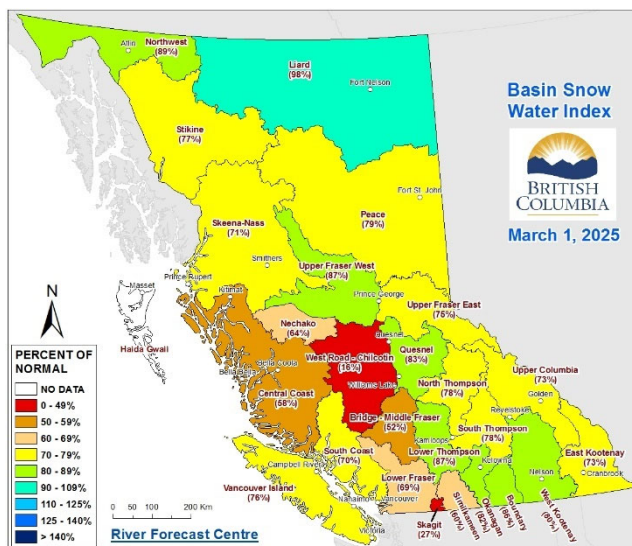 Northwest
(89%)
Atlin
Liard
(98%)
Fort Nelson
Basin Snow
Water Index
BRITISH
COLUMBIA
March 1, 2025
Stikine
(77%)
Fort St. John
Peace
(79%)
Skeena-Nass
(71%)
Smithers
Upper Fraser West
(87%)
Prince Rupert
Kitimat
Masset
Prince George
Upper Fraser East
(75%)
N
Haida Gwaii
Nechako
(64%)
Quesnel
Quesnel
(83%)
West Road - Chilcotin
(16%)
Williams Lake
Bella Coola
Bella Bella
Central Coast
(58%)
North Thompson
(78%)
Upper Columbia
(73%)
Golden
Revelstoke
Bridge - Middle Fraser
(52%)
South Thompson
(78%)
Kamloops
Lower Thompson
(87%)
East Kootenay
(73%)
Cranbrook
South Coast
(70%)
Campbell River
Kelowna
Nelson
Lower Fraser
(69%)
Vancouver Island
(76%)
Nanaimo
Vancouver
Victoria
Skagit
(27%)
Similkameen
(60%)
Okanagan
(82%)
Boundary
(86%)
West Kootenay
PERCENT OF
NORMAL
NO DATA
0 - 49%
50 - 59%
60 - 69%
70 - 79%
80 - 89%
90 - 109%
110 - 125%
125 - 140%
> 140%
0 50 100 200 Km
River Forecast Centre